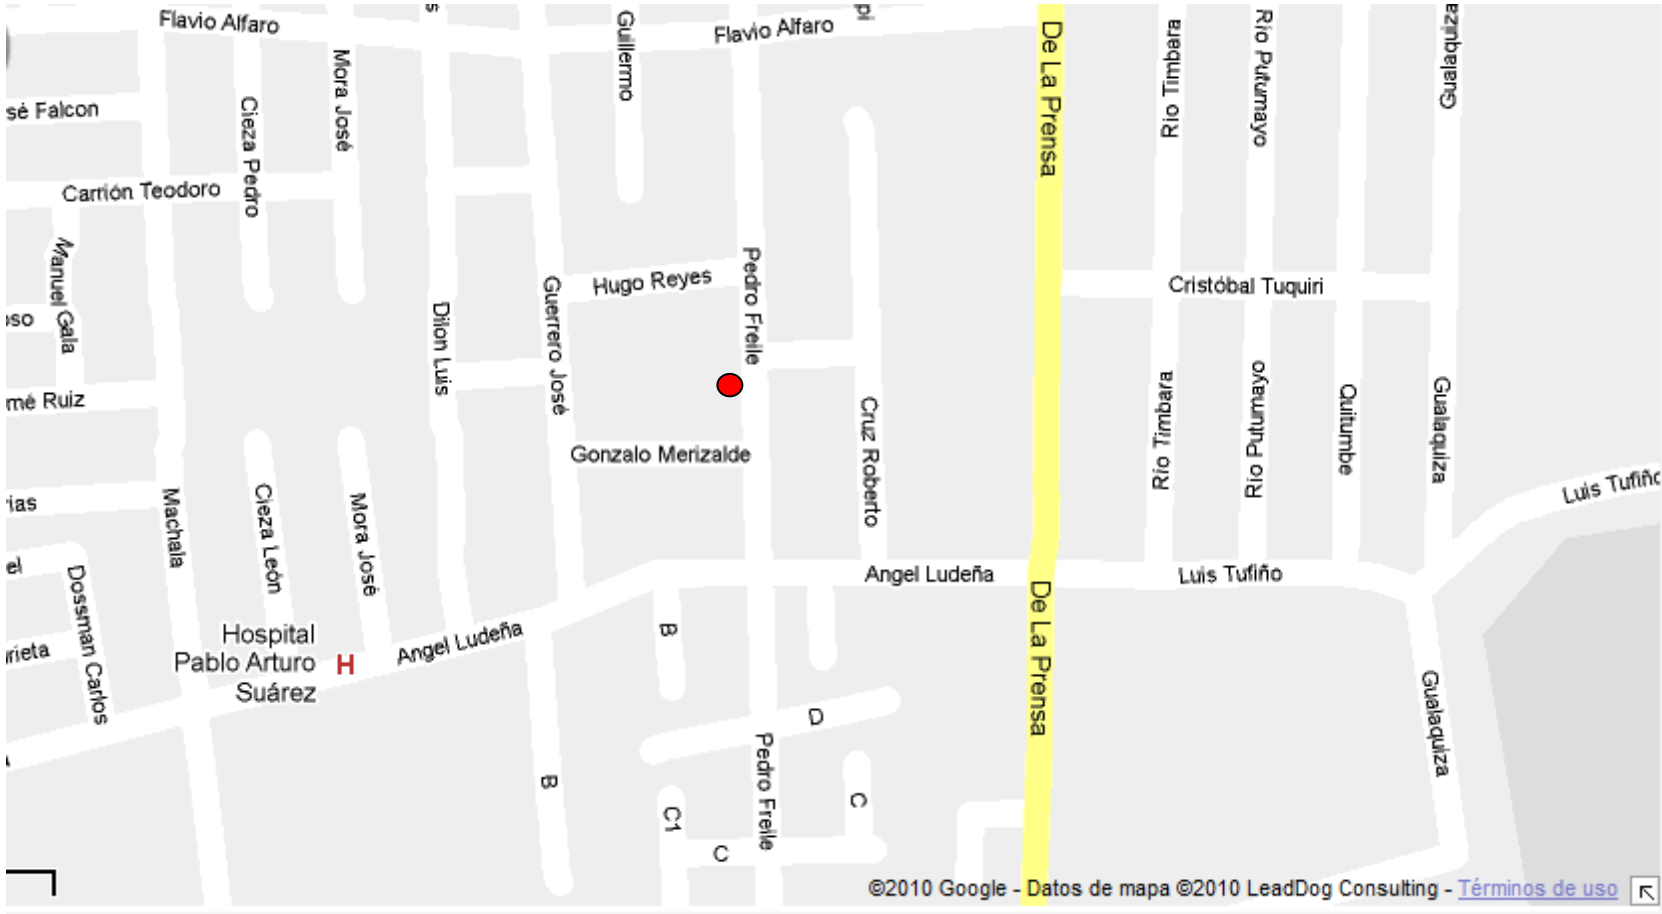 Flavio Alfaro
Guillermo
Flavio Alfaro
De La Prensa
Río Timbara
Río Putumayo
Gualaquiza
Mora José
sé Falcon
Cieza Pedro
Carrión Teodoro
Manuel Gala
Hugo Reyes
Pedro Freile
Cristóbal Tuquiri
Guerrero José
Dilon Luis
oso
mé Ruiz
Río Timbara
Río Putumayo
Quitumbe
Gualaquiza
Cruz Roberto
Gonzalo Merizalde
Luis Tufiño
rias
Machala
Cieza León
Mora José
el
Dossman Carlos
Angel Ludeña
Luis Tufiño
De La Prensa
Hospital
Pablo Arturo
Suárez
H
Angel Ludeña
B
rrieta
Gualaquiza
D
Pedro Freile
B
C
C1
C
©2010 Google - Datos de mapa ©2010 LeadDog Consulting - Términos de uso